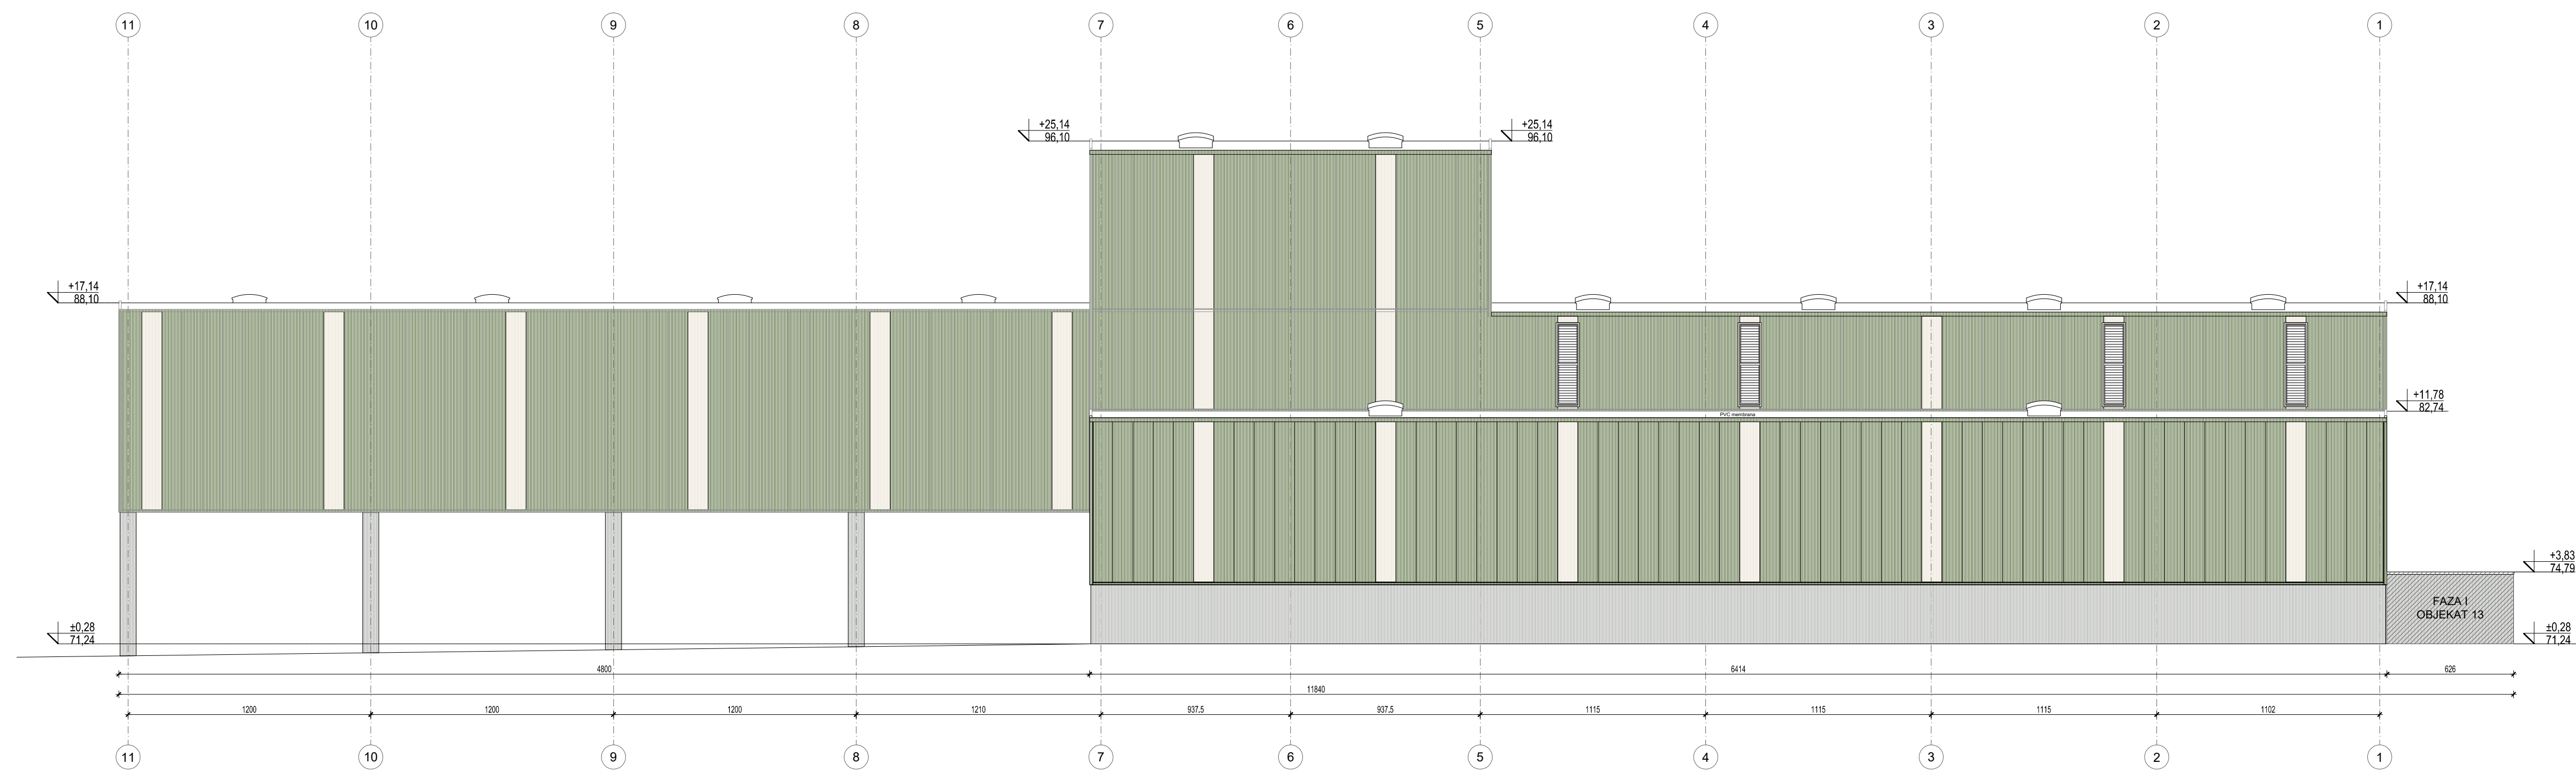 11 10 9 8 7 6 5 4 3 2 1
+25,14
96,10
+25,14
96,10
+17,14
88,10
+17,14
88,10
+11,78
82,74
PVC membrana
+3,83
74,79
FAZA I
OBJEKAT 13
±0,28
71,24
±0,28
71,24
4800 6414 626
11840
1200 1200 1200 1210 937.5 937.5 1115 1115 1115 1102
11 10 9 8 7 6 5 4 3 2 1